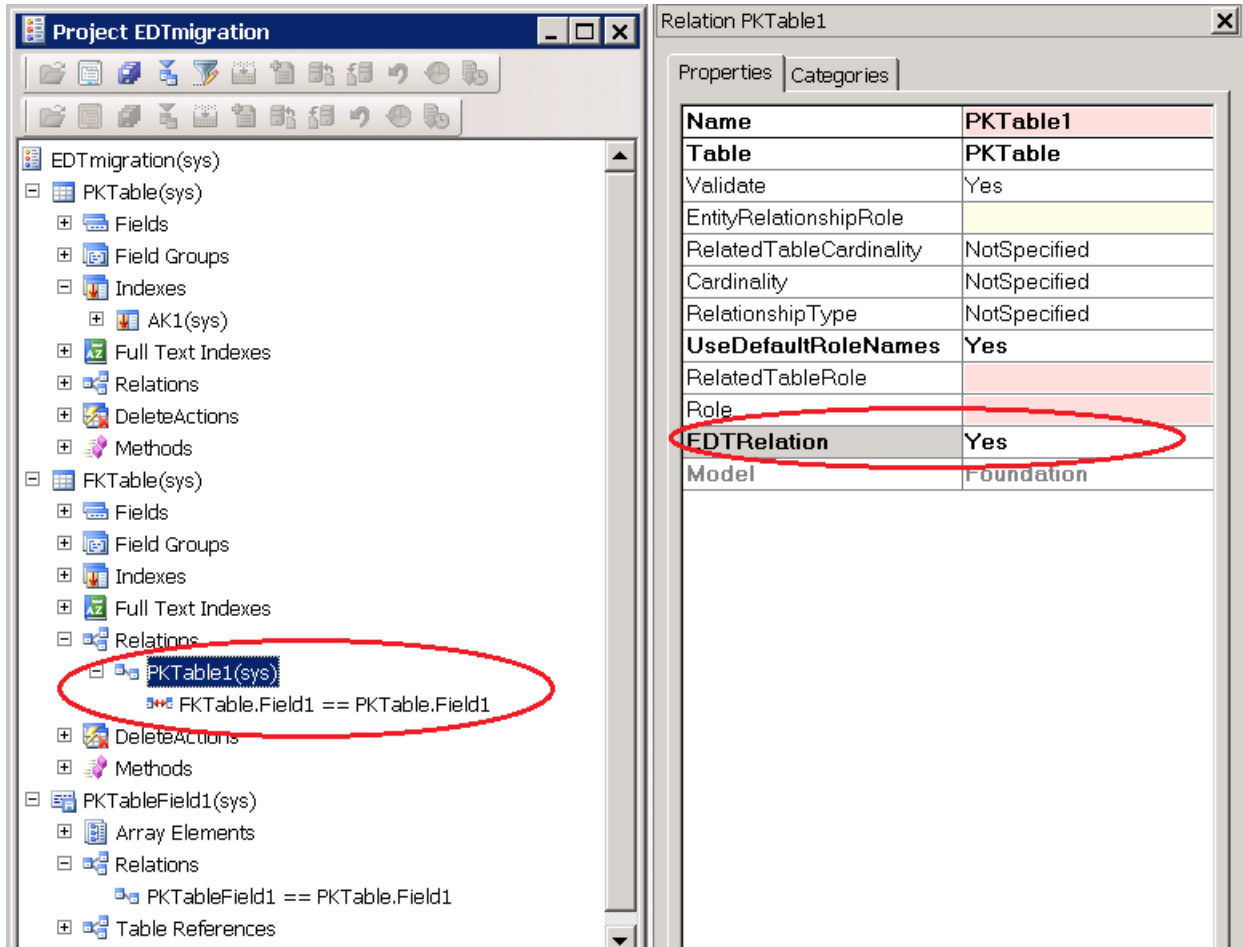 Project EDTmigration
EDTmigration(sys)
PKTable(sys)
Fields
Field Groups
Indexes
AK1(sys)
Full Text Indexes
Relations
DeleteActions
Methods
FKTable(sys)
Fields
Field Groups
Indexes
Full Text Indexes
Relations
PKTable1(sys)
FKTable.Field1 == PKTable.Field1
DeleteActions
Methods
PKTableField1(sys)
Array Elements
Relations
PKTableField1 == PKTable.Field1
Table References
Relation PKTable1
Properties Categories
Name PKTable1
Table PKTable
Validate Yes
EntityRelationshipRole
RelatedTableCardinality NotSpecified
Cardinality NotSpecified
RelationshipType NotSpecified
UseDefaultRoleNames Yes
RelatedTableRole
Role
EDTRelation Yes
Model Foundation